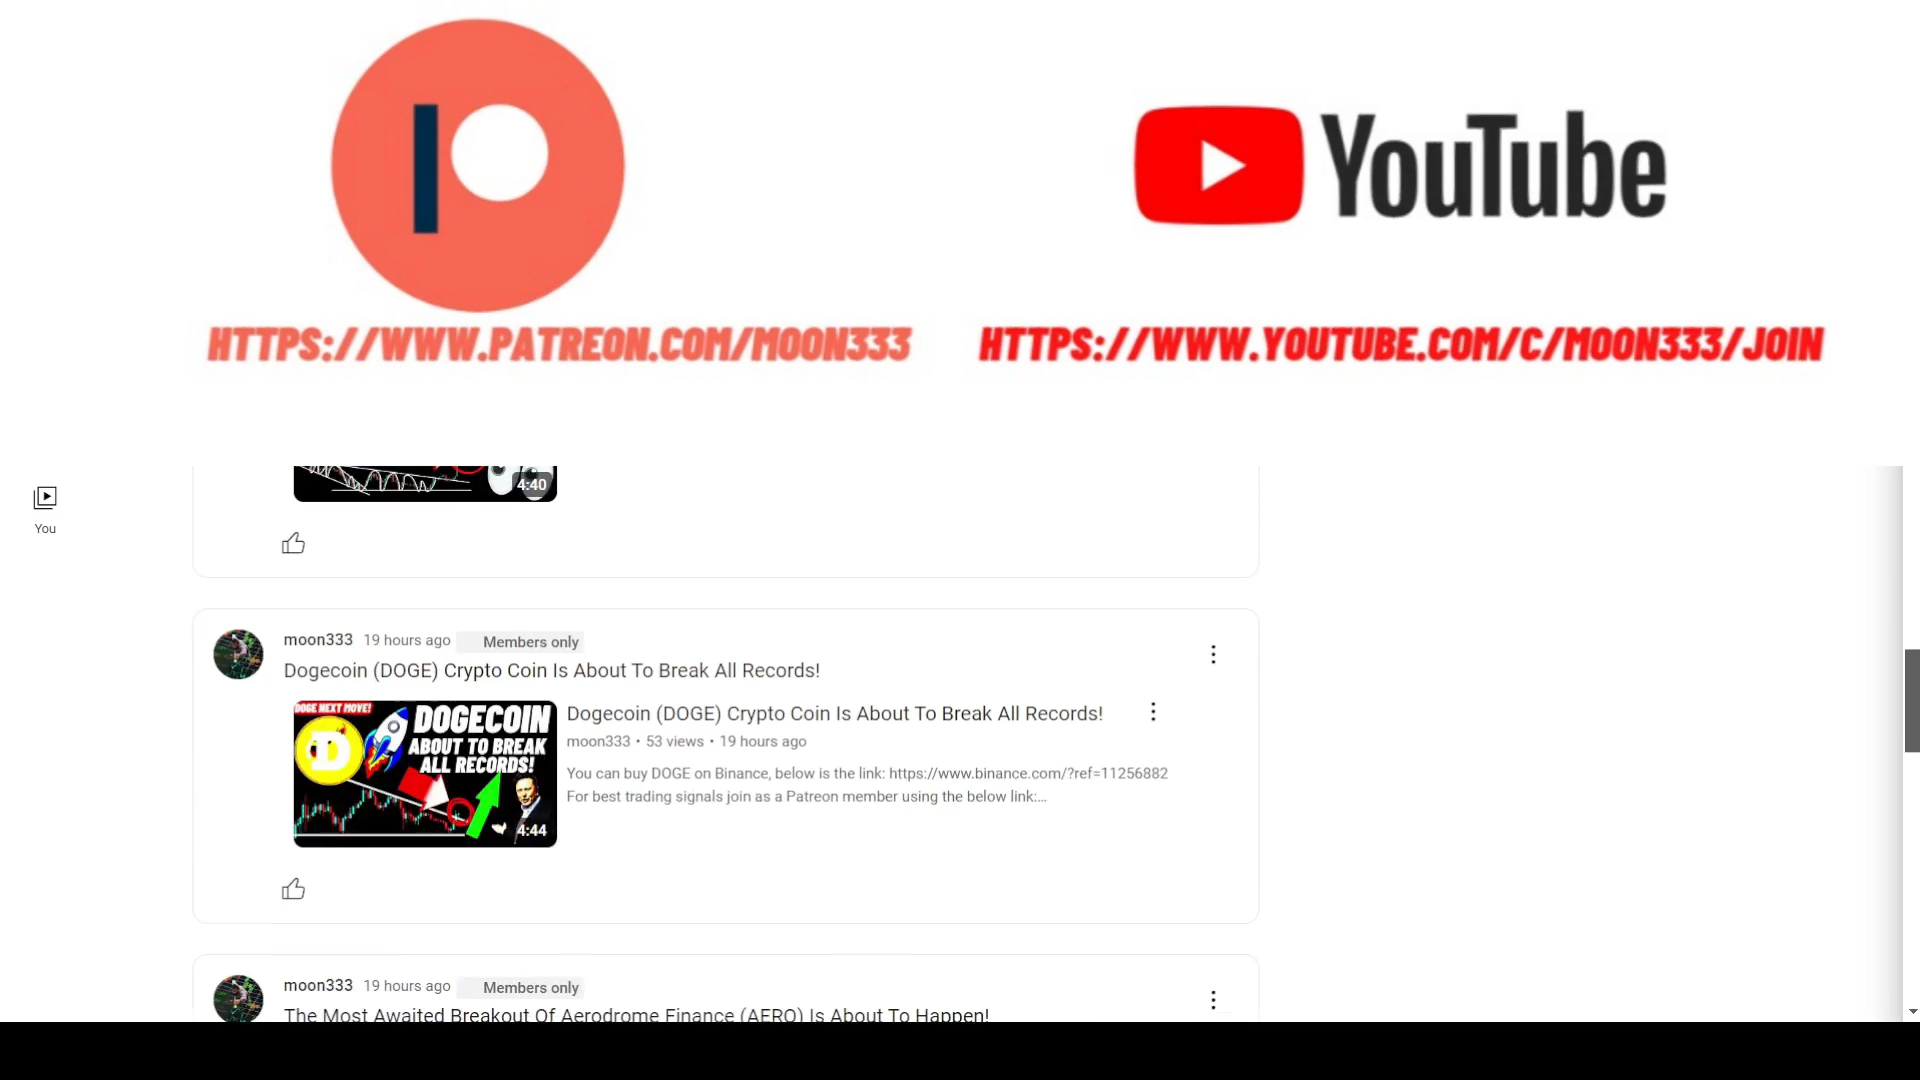 YouTube
HTTPS://WWW.PATREON.COM/MOON333
HTTPS://WWW.YOUTUBE.COM/C/MOON333/JOIN
4:40
You
moon333 19 hours ago Members only
Dogecoin (DOGE) Crypto Coin Is About To Break All Records!
DOGE NEXT MOVE!
DOGECOIN
ABOUT TO BREAK
ALL RECORDS!
4:44
Dogecoin (DOGE) Crypto Coin Is About To Break All Records!
moon333 • 53 views • 19 hours ago
You can buy DOGE on Binance, below is the link: https://www.binance.com/?ref=11256882
For best trading signals join as a Patreon member using the below link:...
moon333 19 hours ago Members only
The Most Awaited Breakout Of Aerodrome Finance (AERO) Is About To Happen!